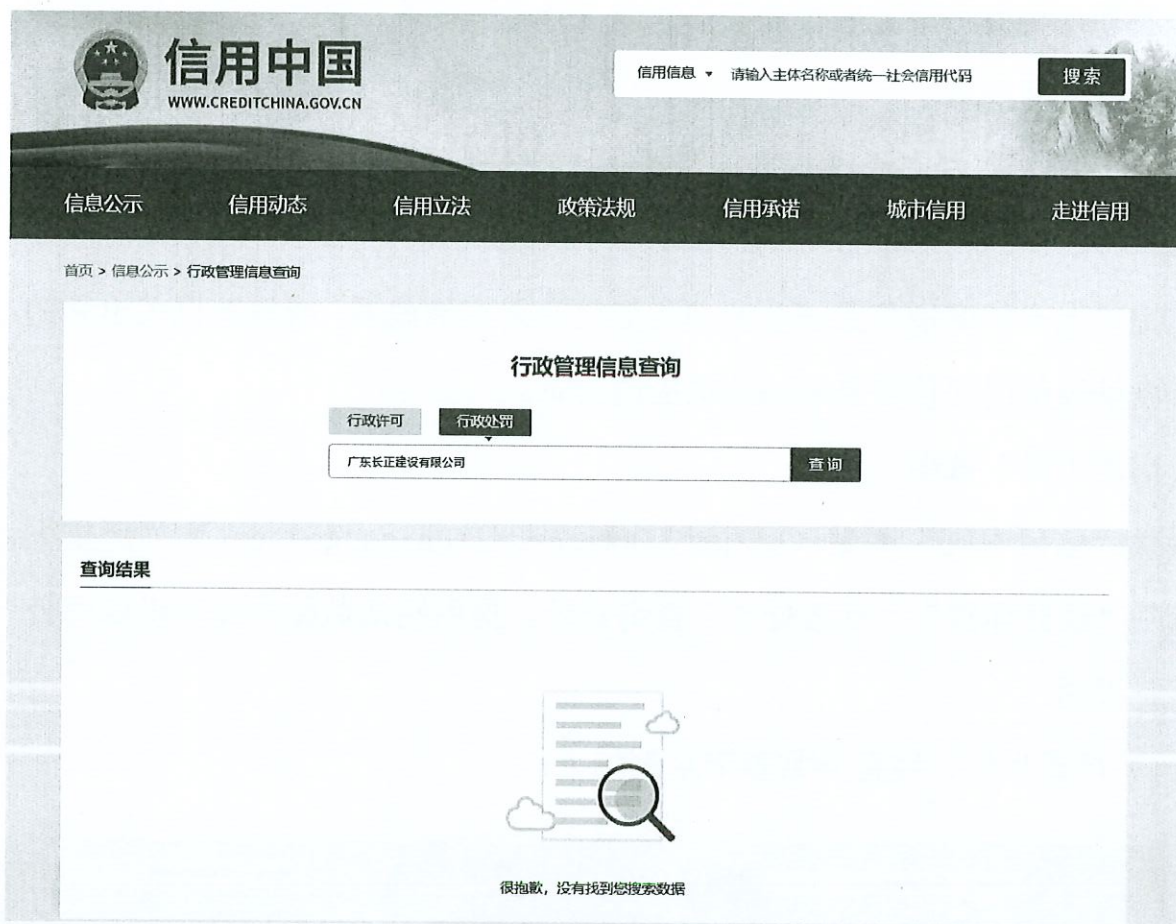 信用中国
WWW.CREDITCHINA.GOV.CN
信用信息 请输入主体名称或者统一社会信用代码 搜索
信息公示 信用动态 信用立法 政策法规 信用承诺 城市信用 走进信用
首页 > 信息公示 > 行政管理信息查询
行政管理信息查询
行政许可 行政处罚
广东长正建设有限公司 查询
查询结果
很抱歉，没有找到您搜索数据